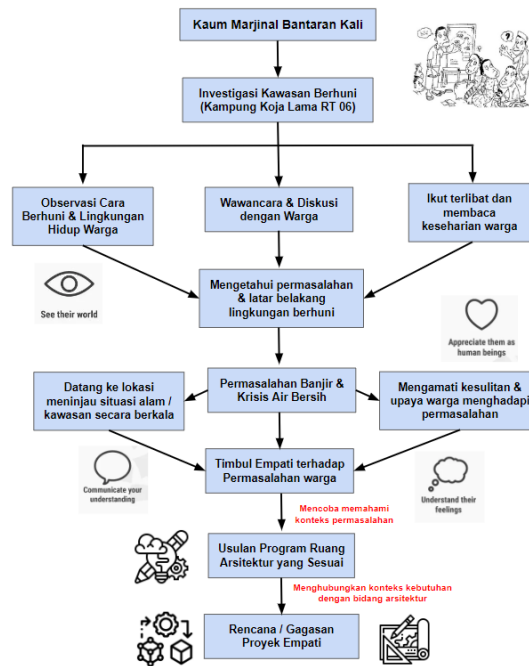 Kaum Marjinal Bantaran Kali
Investigasi Kawasan Berhuni
(Kampung Koja Lama RT 06)
Observasi Cara
Berhuni & Lingkungan
Hidup Warga
Wawancara & Diskusi
dengan Warga
Ikut terlibat dan
membaca
keseharian warga
See their world
Mengetahui permasalahan
& latar belakang
lingkungan berhuni
Appreciate them as
human beings
Datang ke lokasi
meninjau situasi alam /
kawasan secara berkala
Permasalahan Banjir &
Krisis Air Bersih
Mengamati kesulitan &
upaya warga menghadapi
permasalahan
Communicate your
understanding
Timbul Empati terhadap
Permasalahan warga
Understand their
feelings
Mencoba memahami
konteks permasalahan
Usulan Program Ruang
Arsitektur yang Sesuai
Menghubungkan konteks kebutuhan
dengan bidang arsitektur
Rencana / Gagasan
Proyek Empati